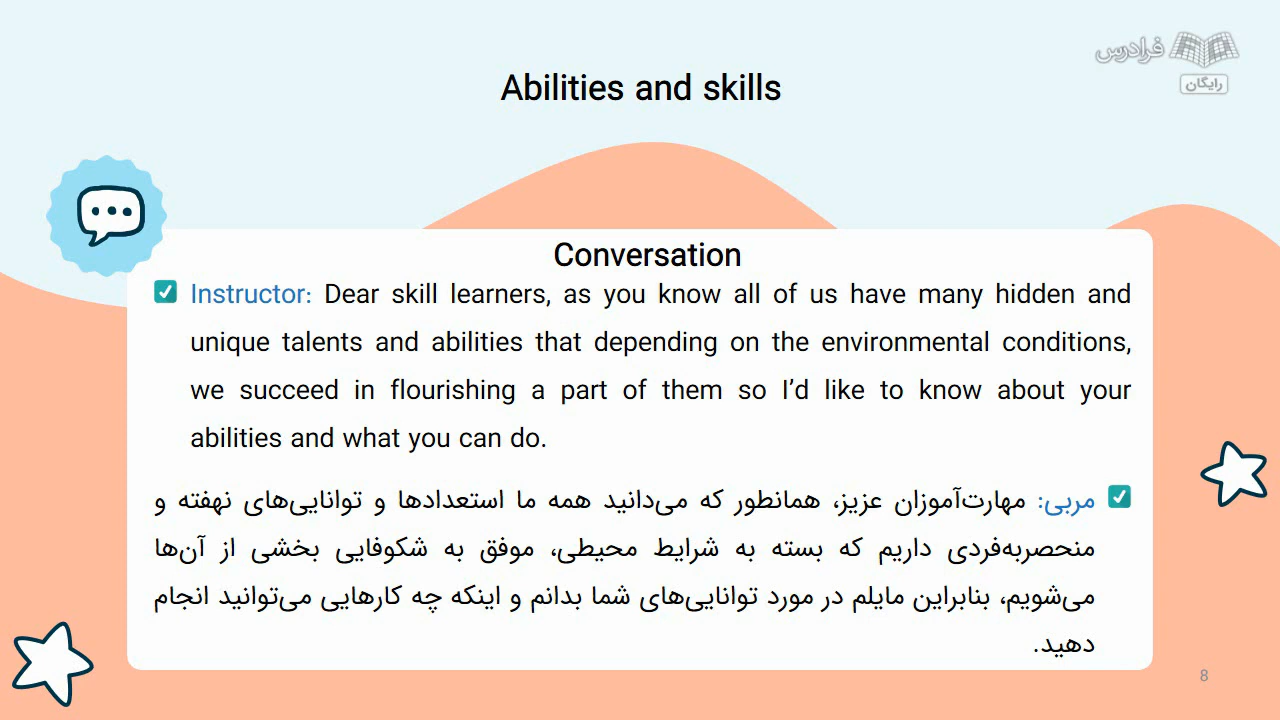 فرادرس
رایگان
Abilities and skills
Conversation
Instructor: Dear skill learners, as you know all of us have many hidden and
unique talents and abilities that depending on the environmental conditions,
we succeed in flourishing a part of them so I’d like to know about your
abilities and what you can do.
مربی: مهارت‌آموزان عزیز، همانطور که می‌دانید همه ما استعدادها و توانایی‌های نهفته و
منحصربه‌فردی داریم که بسته به شرایط محیطی، موفق به شکوفایی بخشی از آن‌ها
می‌شویم، بنابراین مایلم در مورد توانایی‌های شما بدانم و اینکه چه کارهایی می‌توانید انجام
دهید.
8